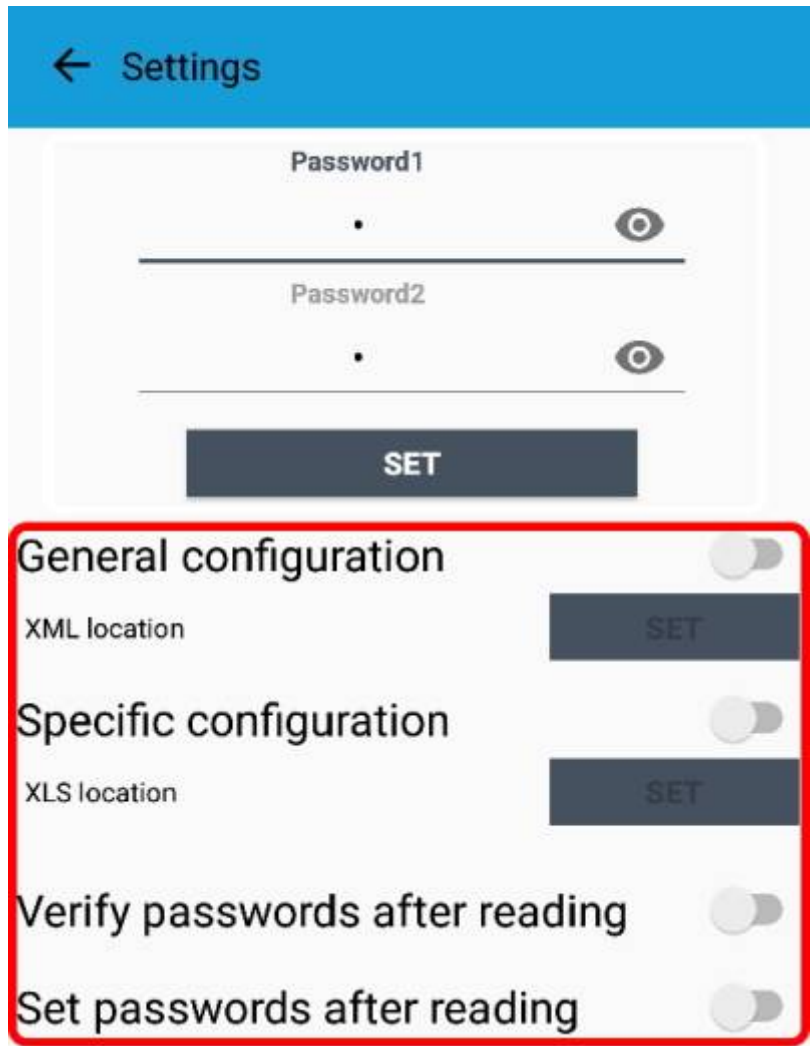 Settings
Password1
•
Password2
•
SET
General configuration
XML location
SET
Specific configuration
XLS location
SET
Verify passwords after reading
Set passwords after reading